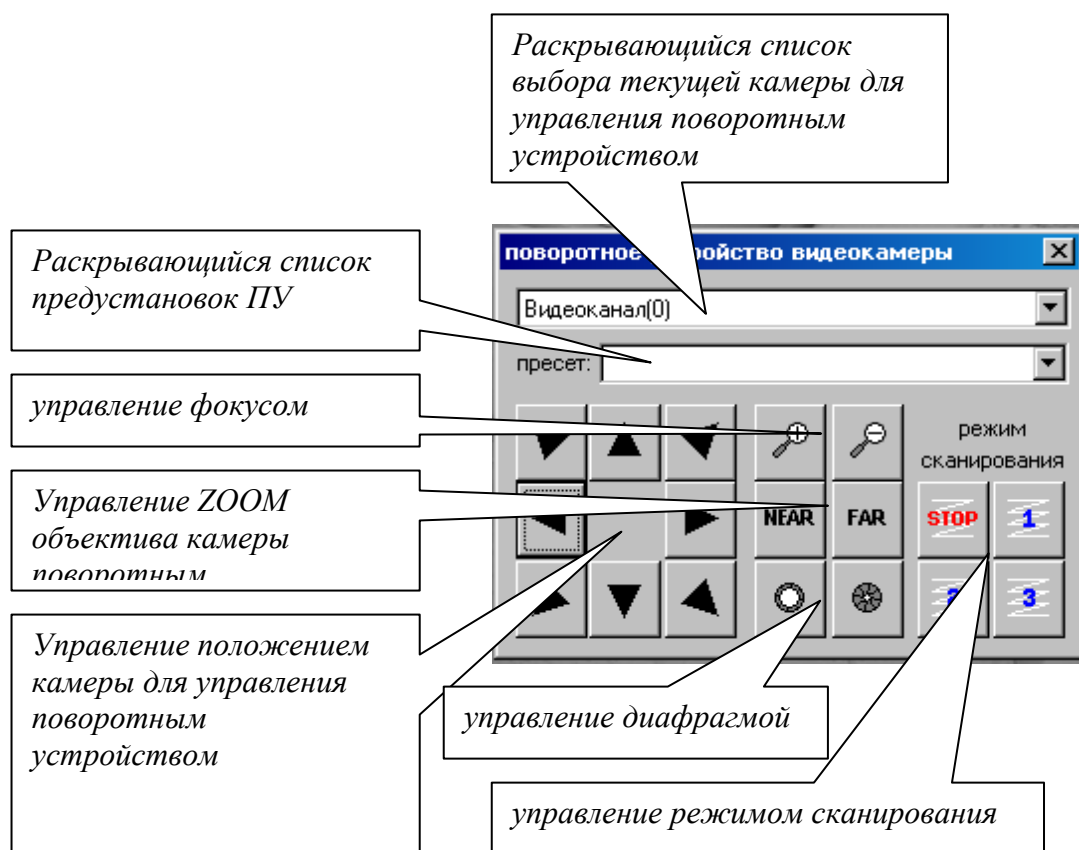 Раскрывающийся список
выбора текущей камеры для
управления поворотным
устройством
Раскрывающийся список
предустановок ПУ
управление фокусом
Управление ZOOM
объектива камеры
поворотным
Управление положением
камеры для управления
поворотным
устройством
поворотное ройство видеокамеры
Видеоканал(0)
пресет:
режим
сканирования
NEAR
FAR
STOP
1
2
3
управление диафрагмой
управление режимом сканирования